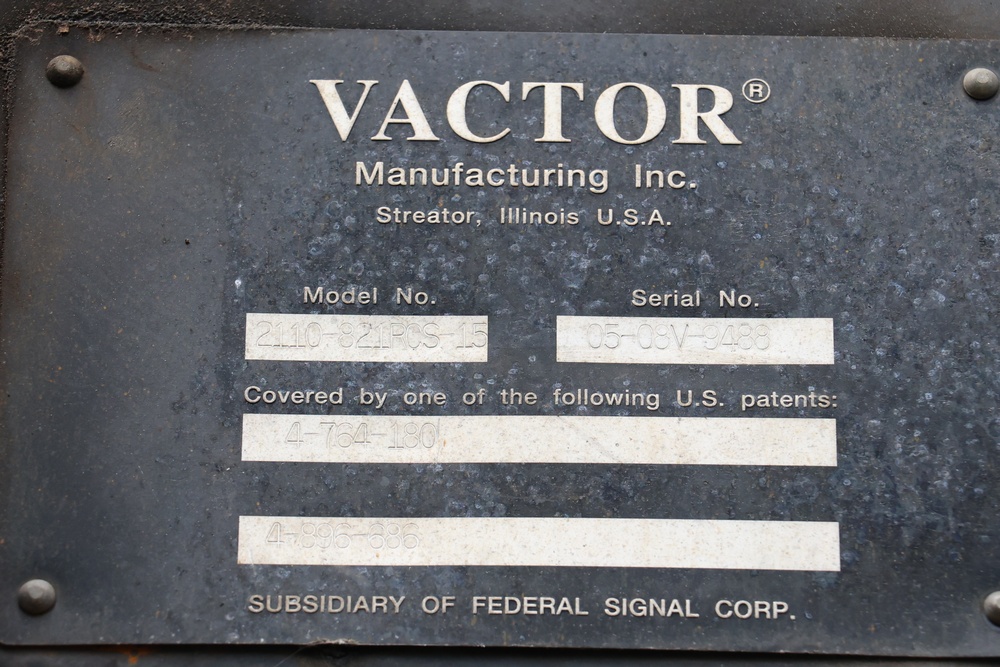 VACTOR®
Manufacturing Inc.
Streator, Illinois U.S.A.
Model No. Serial No.
2110-821RCS-15 05-08V-9488
Covered by one of the following U.S. patents:
4-764-180
4-896-686
SUBSIDIARY OF FEDERAL SIGNAL CORP.